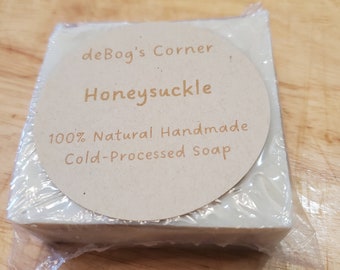 deBog's Corner
Honeysuckle
100% Natural Handmade
Cold-Processed Soap